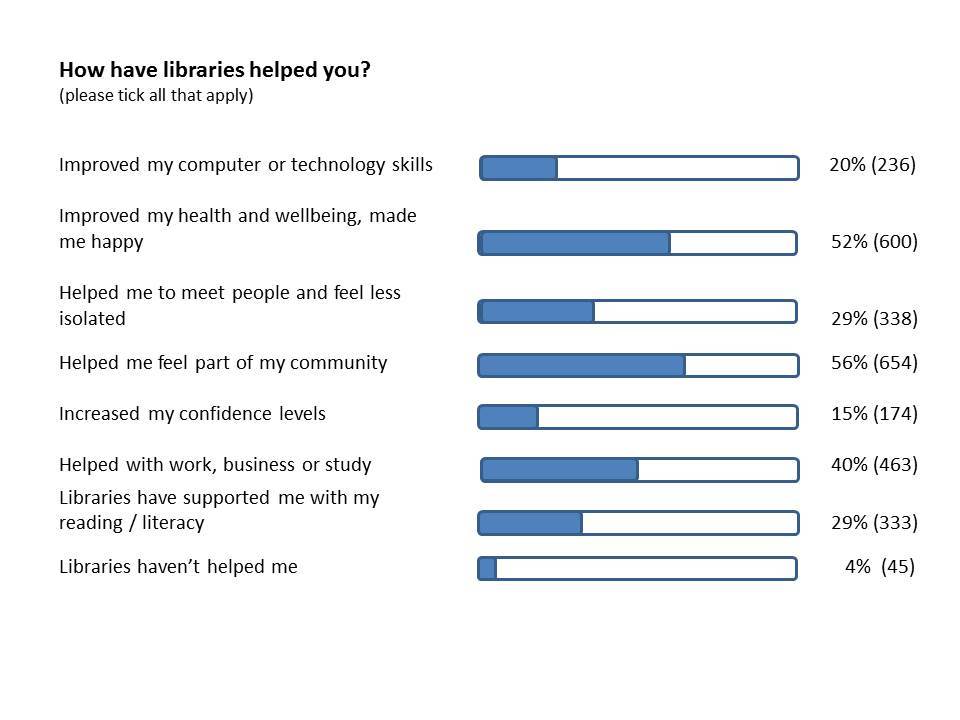 How have libraries helped you?
(please tick all that apply)
Improved my computer or technology skills 20% (236)
Improved my health and wellbeing, made
me happy 52% (600)
Helped me to meet people and feel less
isolated 29% (338)
Helped me feel part of my community 56% (654)
Increased my confidence levels 15% (174)
Helped with work, business or study 40% (463)
Libraries have supported me with my
reading / literacy 29% (333)
Libraries haven’t helped me 4% (45)